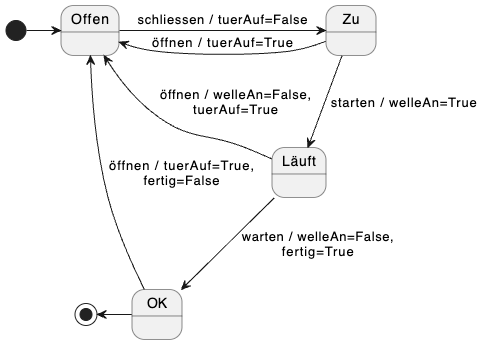 Offen
schliessen / tuerAuf=False
Zu
öffnen / tuerAuf=True
öffnen / welleAn=False,
tuerAuf=True
starten / welleAn=True
Läuft
öffnen / tuerAuf=True,
fertig=False
warten / welleAn=False,
fertig=True
OK